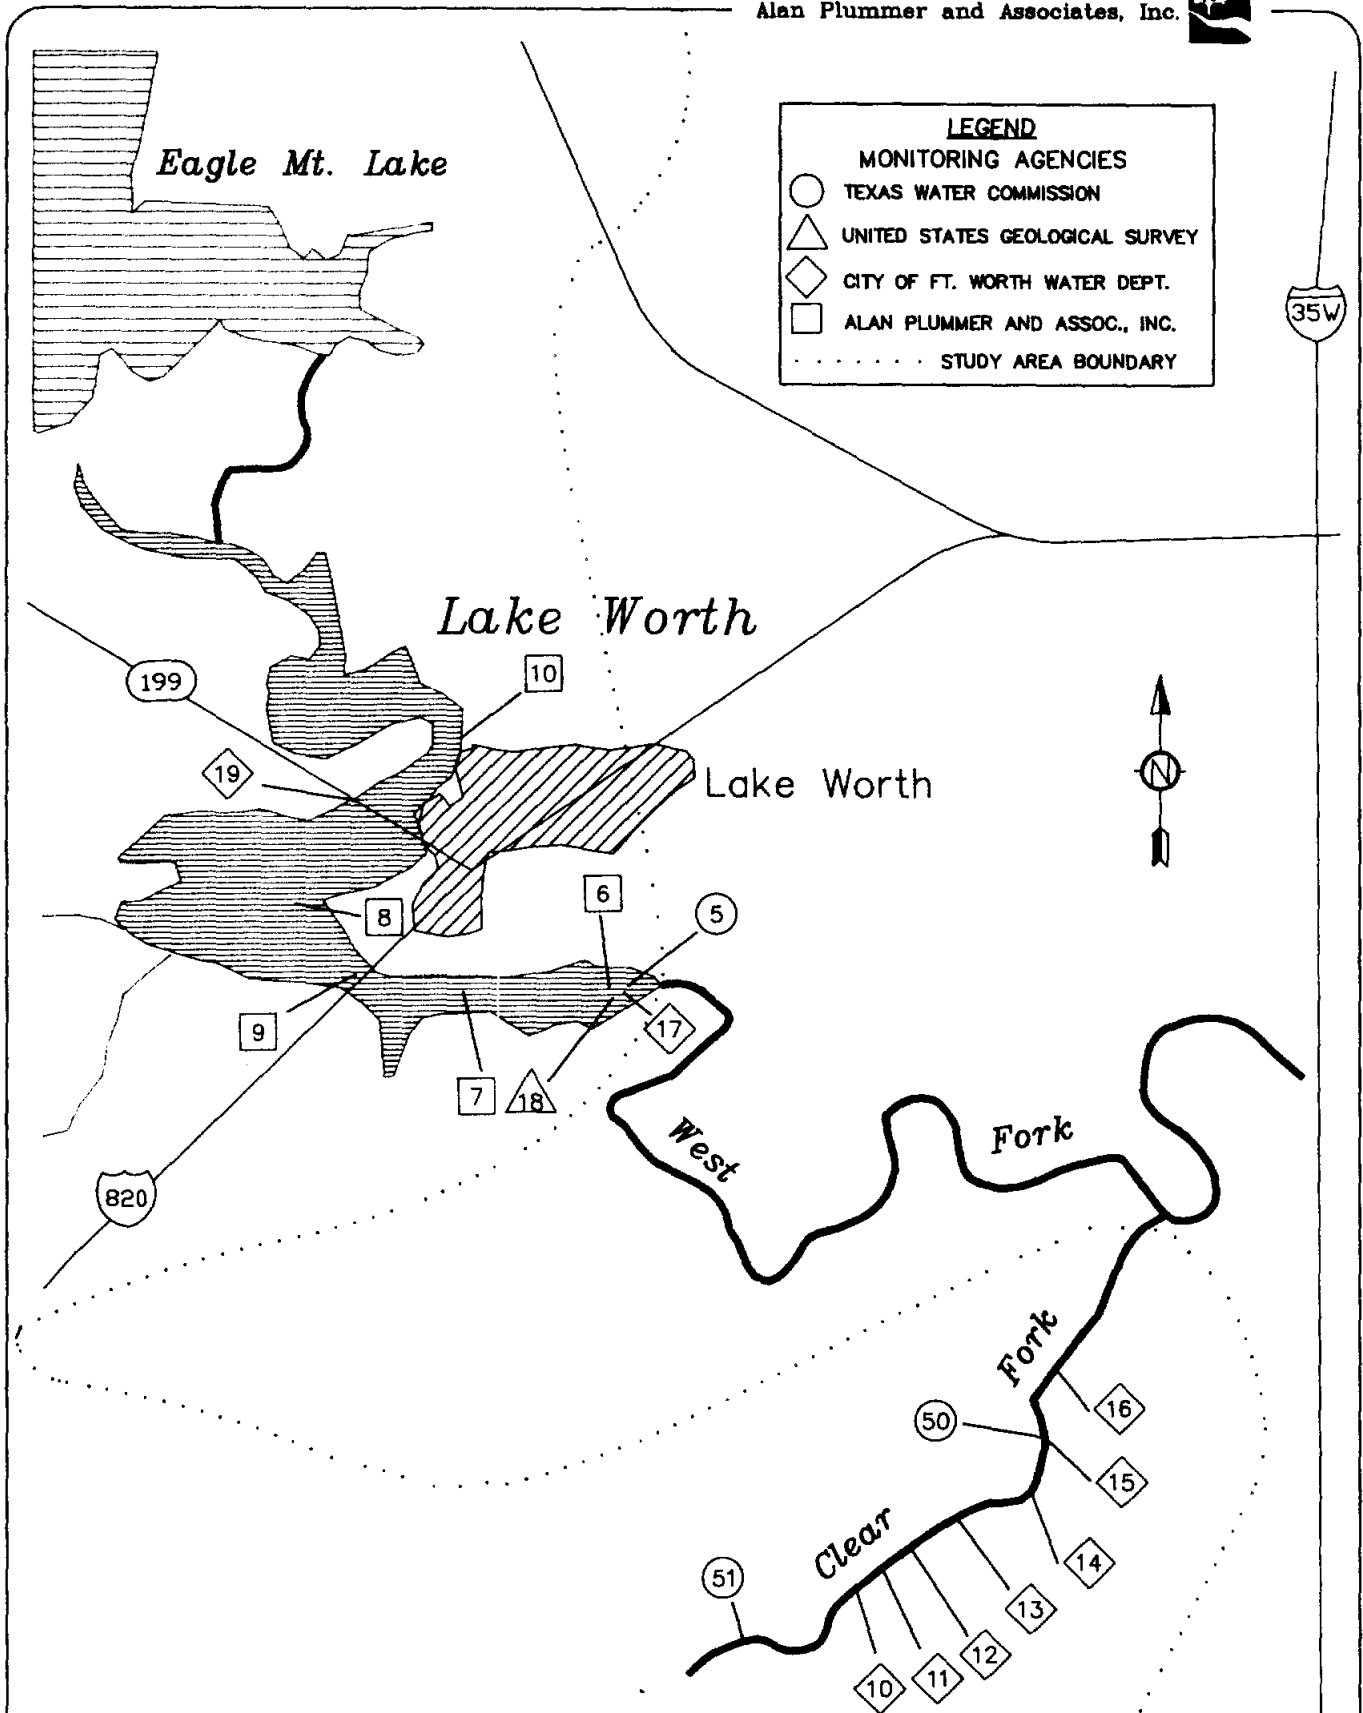 Alan Plummer and Associates, Inc.
LEGEND
MONITORING AGENCIES
TEXAS WATER COMMISSION
UNITED STATES GEOLOGICAL SURVEY
CITY OF FT. WORTH WATER DEPT.
ALAN PLUMMER AND ASSOC., INC.
STUDY AREA BOUNDARY
Eagle Mt. Lake
35W
Lake Worth
10
199
19
Lake Worth
N
6
8
5
9
17
7
18
West
Fork
820
Fork
16
50
15
Clear
14
51
13
12
11
10